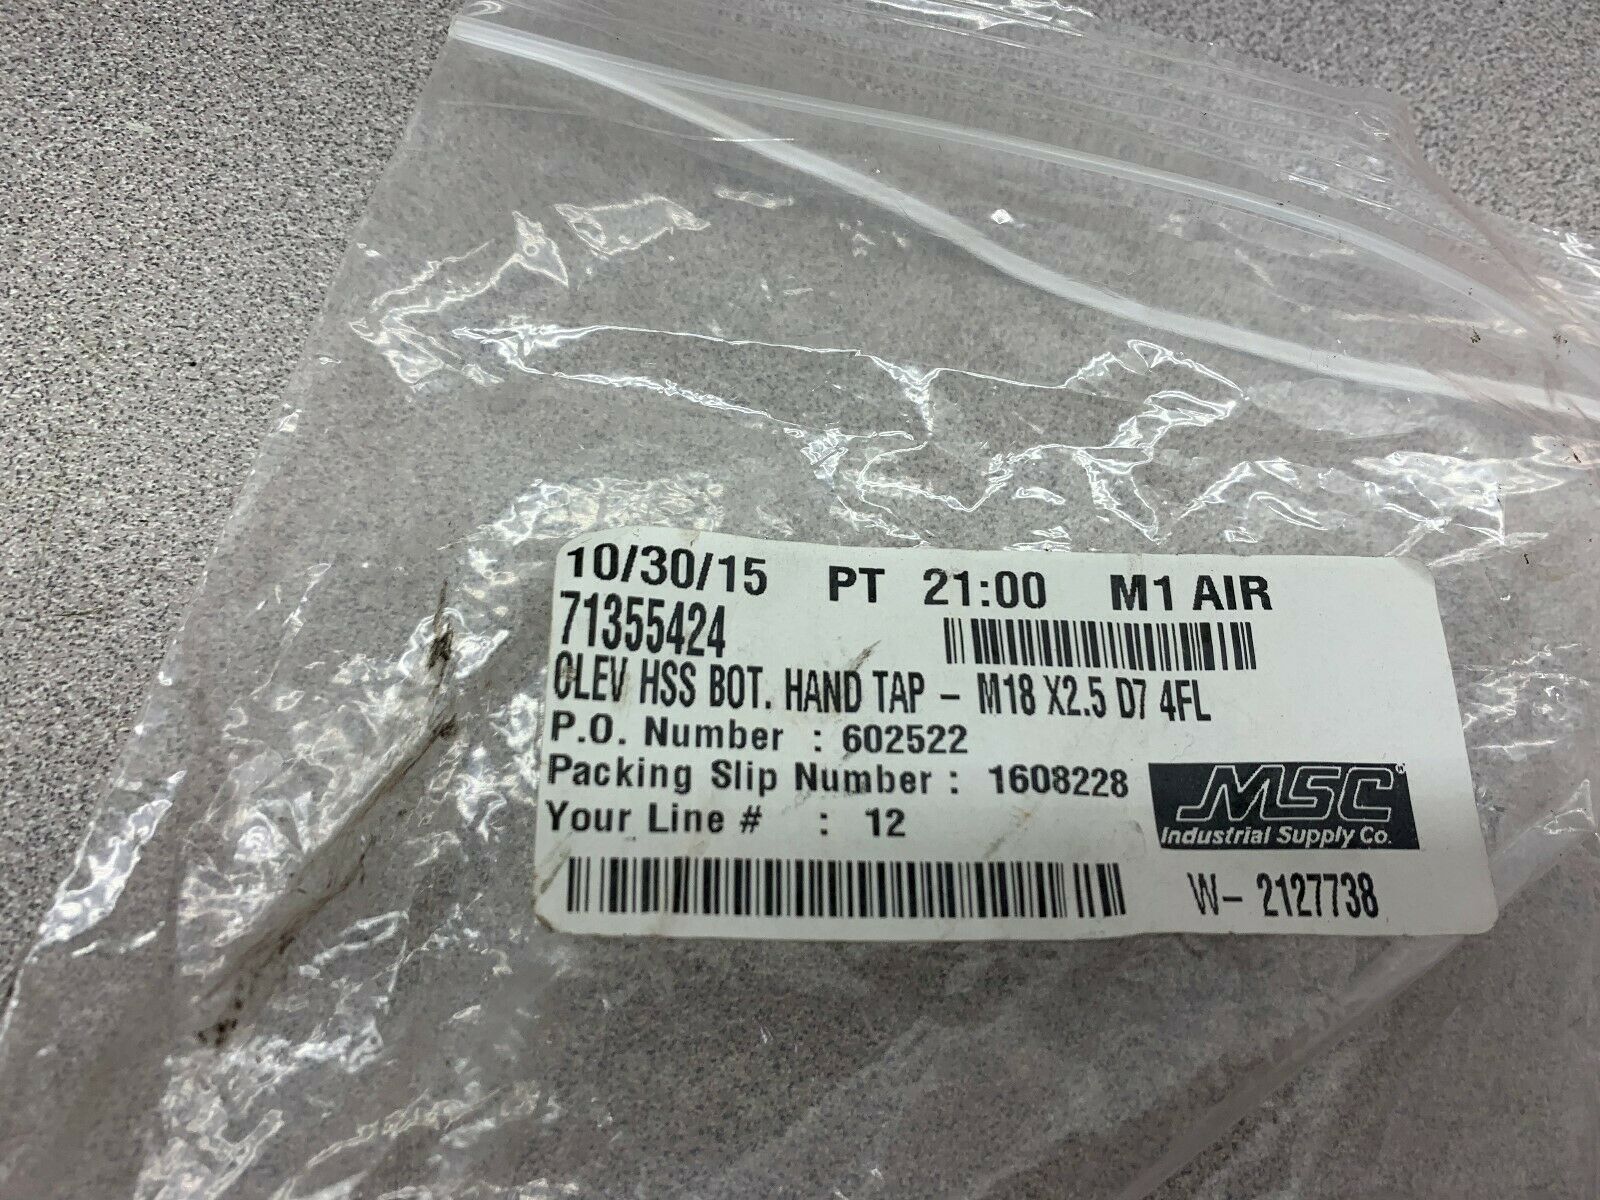 10/30/15 PT 21:00 M1 AIR
71355424
CLEV HSS BOT. HAND TAP - M18 X2.5 D7 4FL
P.O. Number : 602522
Packing Slip Number : 1608228
Your Line # : 12
MSC
Industrial Supply Co.
W- 2127738